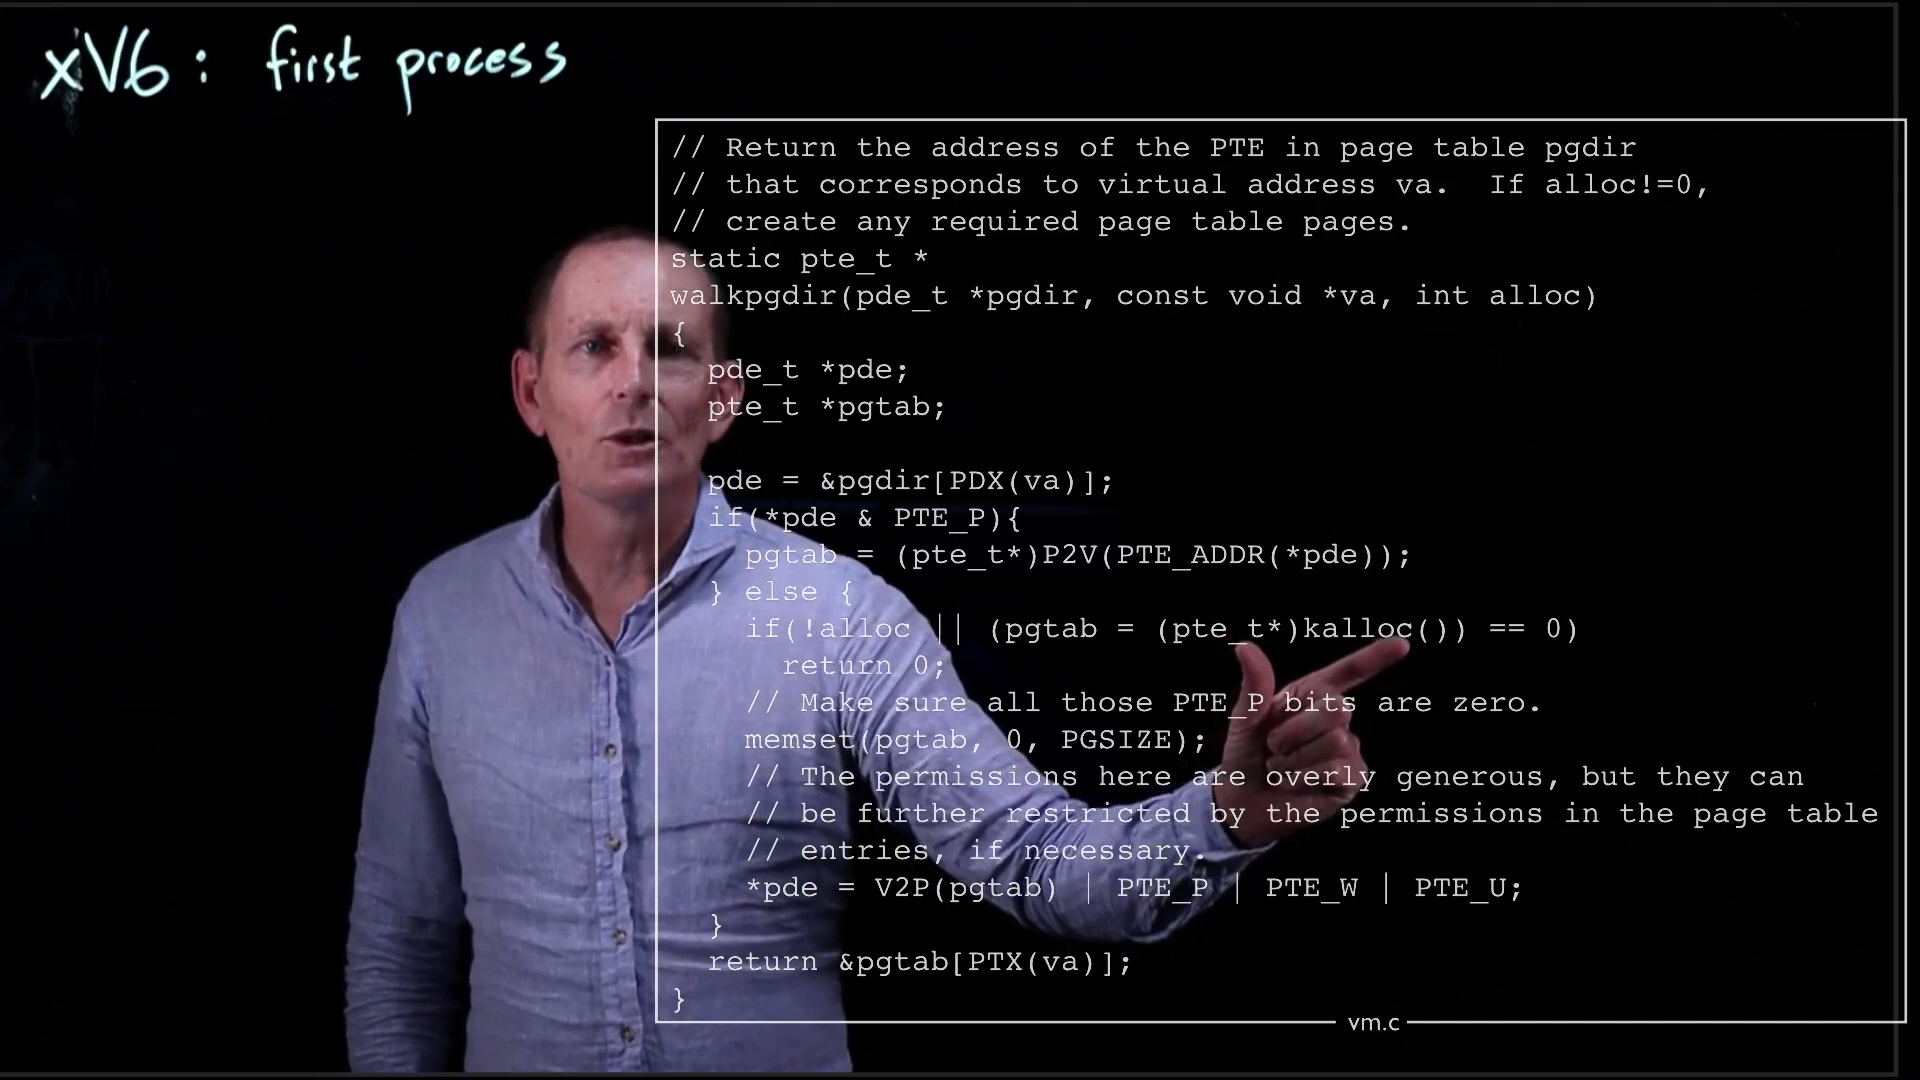 xV6: first process
// Return the address of the PTE in page table pgdir
// that corresponds to virtual address va.  If alloc!=0,
// create any required page table pages.
static pte_t *
walkpgdir(pde_t *pgdir, const void *va, int alloc)
{
  pde_t *pde;
  pte_t *pgtab;

  pde = &pgdir[PDX(va)];
  if(*pde & PTE_P){
    pgtab = (pte_t*)P2V(PTE_ADDR(*pde));
  } else {
    if(!alloc || (pgtab = (pte_t*)kalloc()) == 0)
      return 0;
    // Make sure all those PTE_P bits are zero.
    memset(pgtab, 0, PGSIZE);
    // The permissions here are overly generous, but they can
    // be further restricted by the permissions in the page table
    // entries, if necessary.
    *pde = V2P(pgtab) | PTE_P | PTE_W | PTE_U;
  }
  return &pgtab[PTX(va)];
}
vm.c